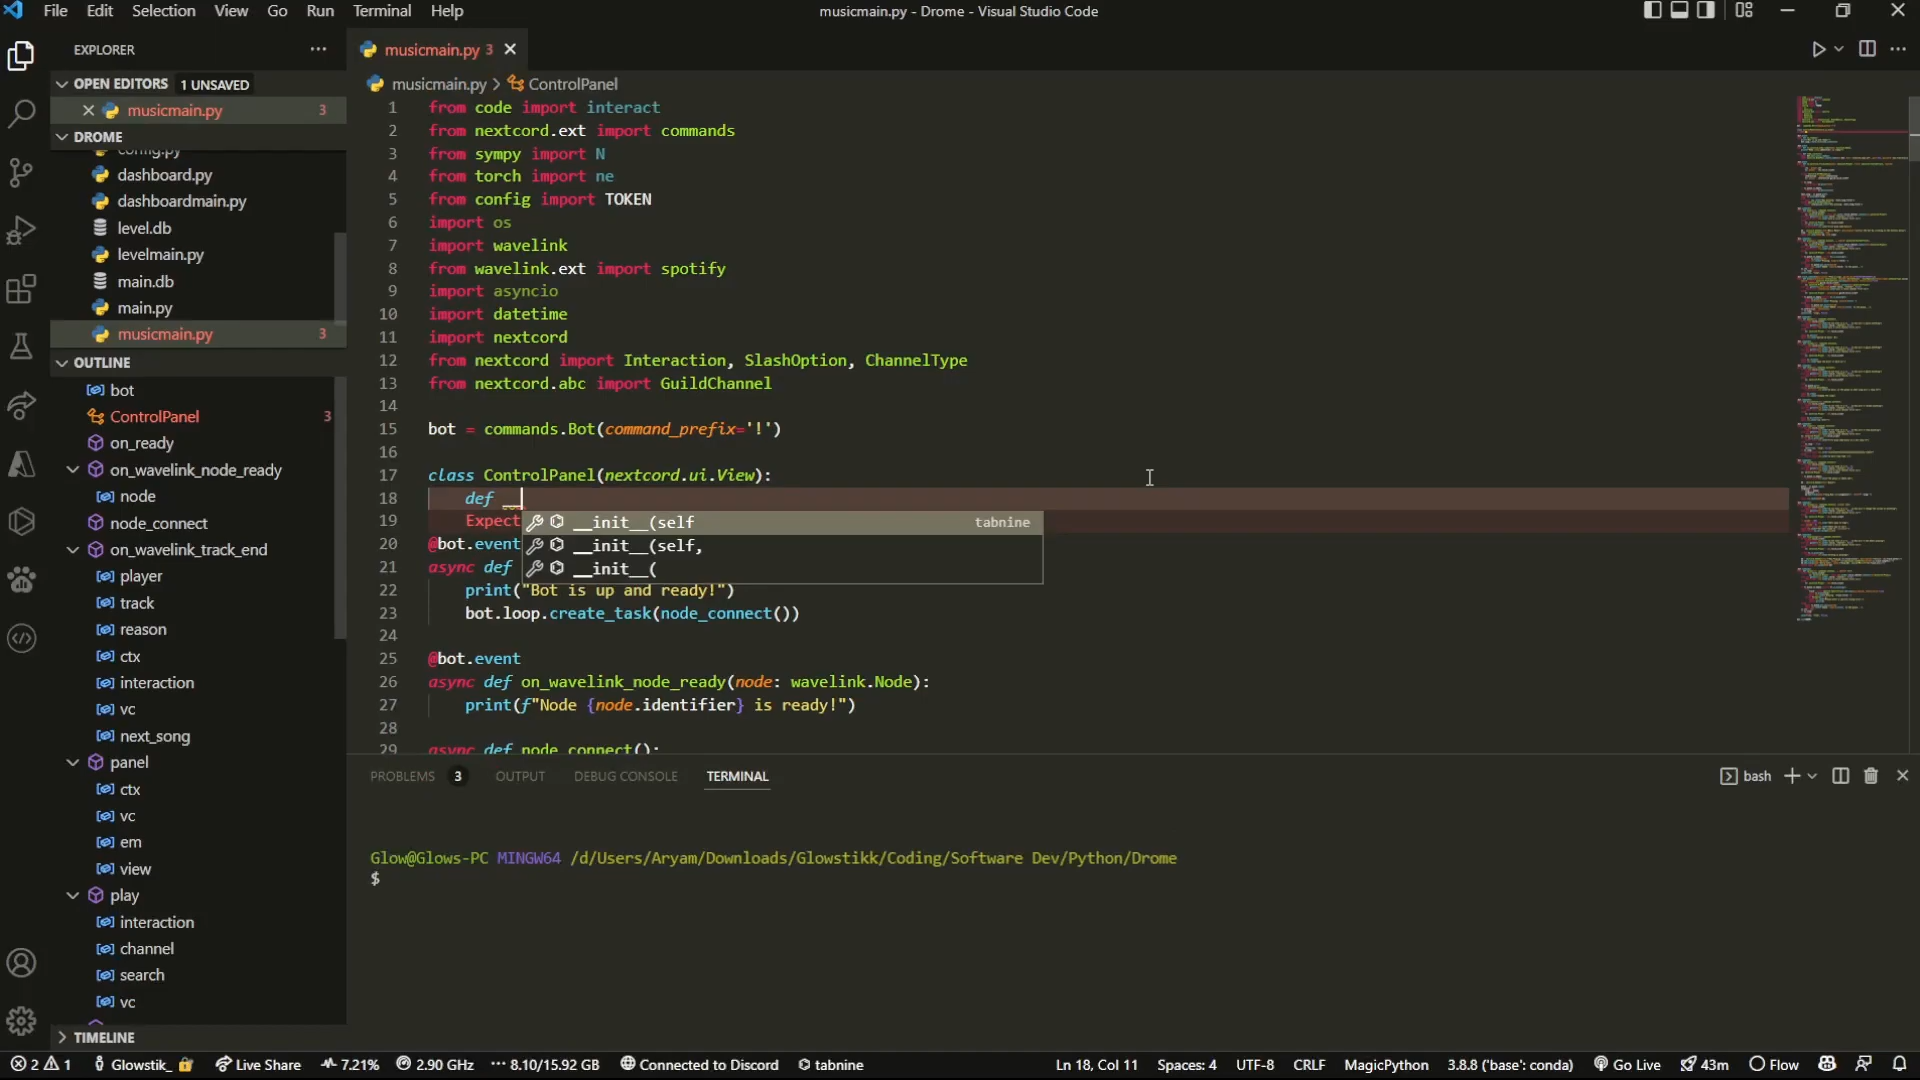 File Edit Selection View Go Run Terminal Help
musicmain.py - Drome - Visual Studio Code
EXPLORER
OPEN EDITORS 1 UNSAVED
musicmain.py 3
DROME
config.py
dashboard.py
dashboardmain.py
level.db
levelmain.py
main.db
main.py
musicmain.py 3
OUTLINE
bot
ControlPanel 3
on_ready
on_wavelink_node_ready
node
node_connect
on_wavelink_track_end
player
track
reason
ctx
interaction
vc
next_song
panel
ctx
vc
em
view
play
interaction
channel
search
vc
TIMELINE
musicmain.py 3
musicmain.py > ControlPanel
1 from code import interact
2 from nextcord.ext import commands
3 from sympy import N
4 from torch import ne
5 from config import TOKEN
6 import os
7 import wavelink
8 from wavelink.ext import spotify
9 import asyncio
10 import datetime
11 import nextcord
12 from nextcord import Interaction, SlashOption, ChannelType
13 from nextcord.abc import GuildChannel
14
15 bot = commands.Bot(command_prefix='!')
16
17 class ControlPanel(nextcord.ui.View):
18 def __
19 Expect
__init__(self tabnine
__init__(self,
__init__(
20 @bot.event
21 async def
22 print("Bot is up and ready!")
23 bot.loop.create_task(node_connect())
24
25 @bot.event
26 async def on_wavelink_node_ready(node: wavelink.Node):
27 print(f"Node {node.identifier} is ready!")
28
29 async def node_connect():
PROBLEMS 3 OUTPUT DEBUG CONSOLE TERMINAL
bash
Glow@Glows-PC MINGW64 /d/Users/Aryam/Downloads/Glowstikk/Coding/Software Dev/Python/Drome
$
2 1 Glowstik_ Live Share 7.21% 2.90 GHz 8.10/15.92 GB Connected to Discord tabnine
Ln 18, Col 11 Spaces: 4 UTF-8 CRLF MagicPython 3.8.8 ('base': conda) Go Live 43m Flow